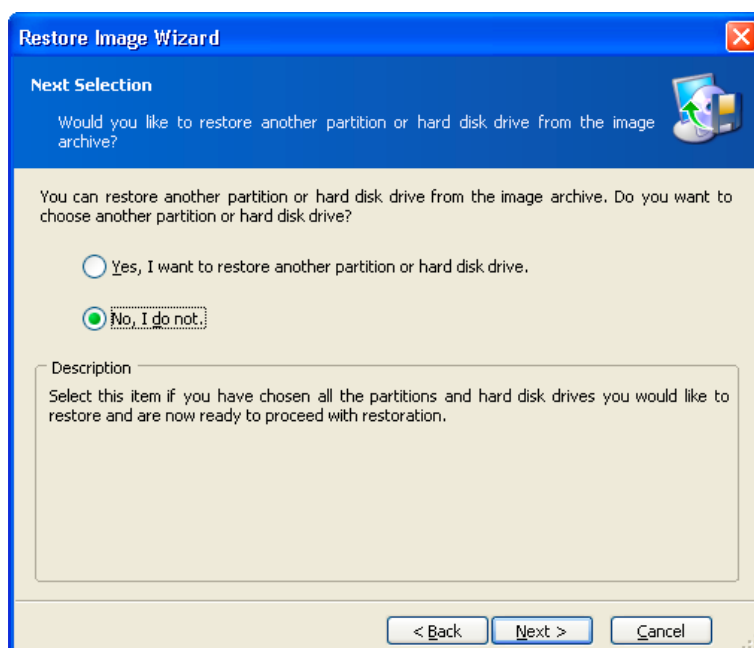 Restore Image Wizard
Next Selection
Would you like to restore another partition or hard disk drive from the image
archive?
You can restore another partition or hard disk drive from the image archive. Do you want to
choose another partition or hard disk drive?
Yes, I want to restore another partition or hard disk drive.
No, I do not.
Description
Select this item if you have chosen all the partitions and hard disk drives you would like to
restore and are now ready to proceed with restoration.
< Back Next > Cancel